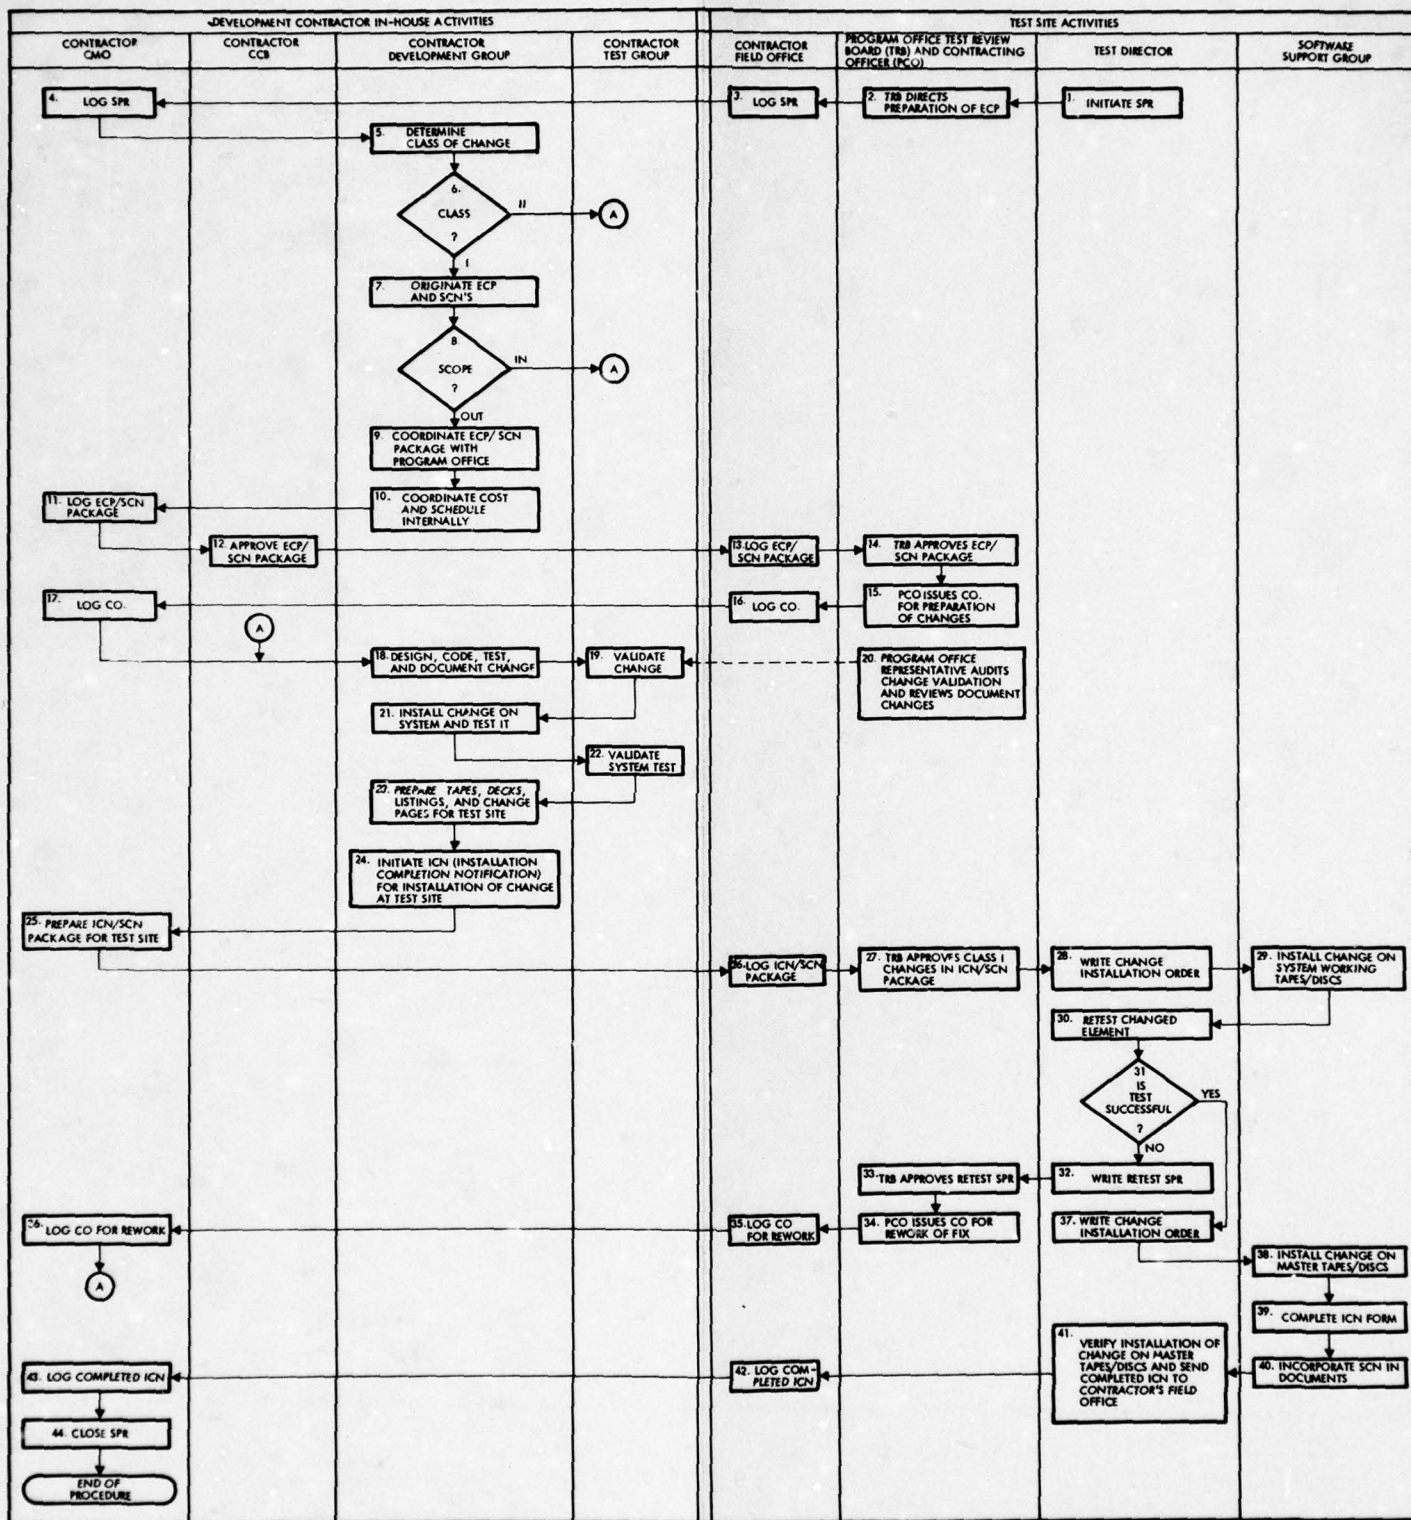 DEVELOPMENT CONTRACTOR IN-HOUSE ACTIVITIES
TEST SITE ACTIVITIES
CONTRACTOR
CMO
CONTRACTOR
CCB
CONTRACTOR
DEVELOPMENT GROUP
CONTRACTOR
TEST GROUP
CONTRACTOR
FIELD OFFICE
PROGRAM OFFICE TEST REVIEW
BOARD (TRB) AND CONTRACTING
OFFICER (PCO)
TEST DIRECTOR
SOFTWARE
SUPPORT GROUP
4. LOG SPR
3. LOG SPR
2. TRB DIRECTS
PREPARATION OF ECP
1. INITIATE SPR
5. DETERMINE
CLASS OF CHANGE
6.
CLASS
?
II
A
I
7. ORIGINATE ECP
AND SCN'S
8
SCOPE
?
IN
A
OUT
9. COORDINATE ECP/SCN
PACKAGE WITH
PROGRAM OFFICE
11. LOG ECP/SCN
PACKAGE
10. COORDINATE COST
AND SCHEDULE
INTERNALLY
12. APPROVE ECP/
SCN PACKAGE
13. LOG ECP/
SCN PACKAGE
14. TRB APPROVES ECP/
SCN PACKAGE
17. LOG CO.
16. LOG CO.
15. PCO ISSUES CO.
FOR PREPARATION
OF CHANGES
A
18. DESIGN, CODE, TEST,
AND DOCUMENT CHANGE
19. VALIDATE
CHANGE
20. PROGRAM OFFICE
REPRESENTATIVE AUDITS
CHANGE VALIDATION
AND REVIEWS DOCUMENT
CHANGES
21. INSTALL CHANGE ON
SYSTEM AND TEST IT
22. VALIDATE
SYSTEM TEST
23. PREPARE TAPES, DECKS,
LISTINGS, AND CHANGE
PAGES FOR TEST SITE
24. INITIATE ICN (INSTALLATION
COMPLETION NOTIFICATION)
FOR INSTALLATION OF CHANGE
AT TEST SITE
25. PREPARE ICN/SCN
PACKAGE FOR TEST SITE
26. LOG ICN/SCN
PACKAGE
27. TRB APPROVES CLASS I
CHANGES IN ICN/SCN
PACKAGE
28. WRITE CHANGE
INSTALLATION ORDER
29. INSTALL CHANGE ON
SYSTEM WORKING
TAPES/DISCS
30. RETEST CHANGED
ELEMENT
31
IS
TEST
SUCCESSFUL
?
YES
NO
33. TRB APPROVES RETEST SPR
32. WRITE RETEST SPR
36. LOG CO FOR REWORK
35. LOG CO
FOR REWORK
34. PCO ISSUES CO FOR
REWORK OF FIX
37. WRITE CHANGE
INSTALLATION ORDER
38. INSTALL CHANGE ON
MASTER TAPES/DISCS
A
39. COMPLETE ICN FORM
43. LOG COMPLETED ICN
42. LOG COM-
PLETED ICN
41. VERIFY INSTALLATION OF
CHANGE ON MASTER
TAPES/DISCS AND SEND
COMPLETED ICN TO
CONTRACTOR'S FIELD
OFFICE
40. INCORPORATE SCN IN
DOCUMENTS
44. CLOSE SPR
END OF
PROCEDURE